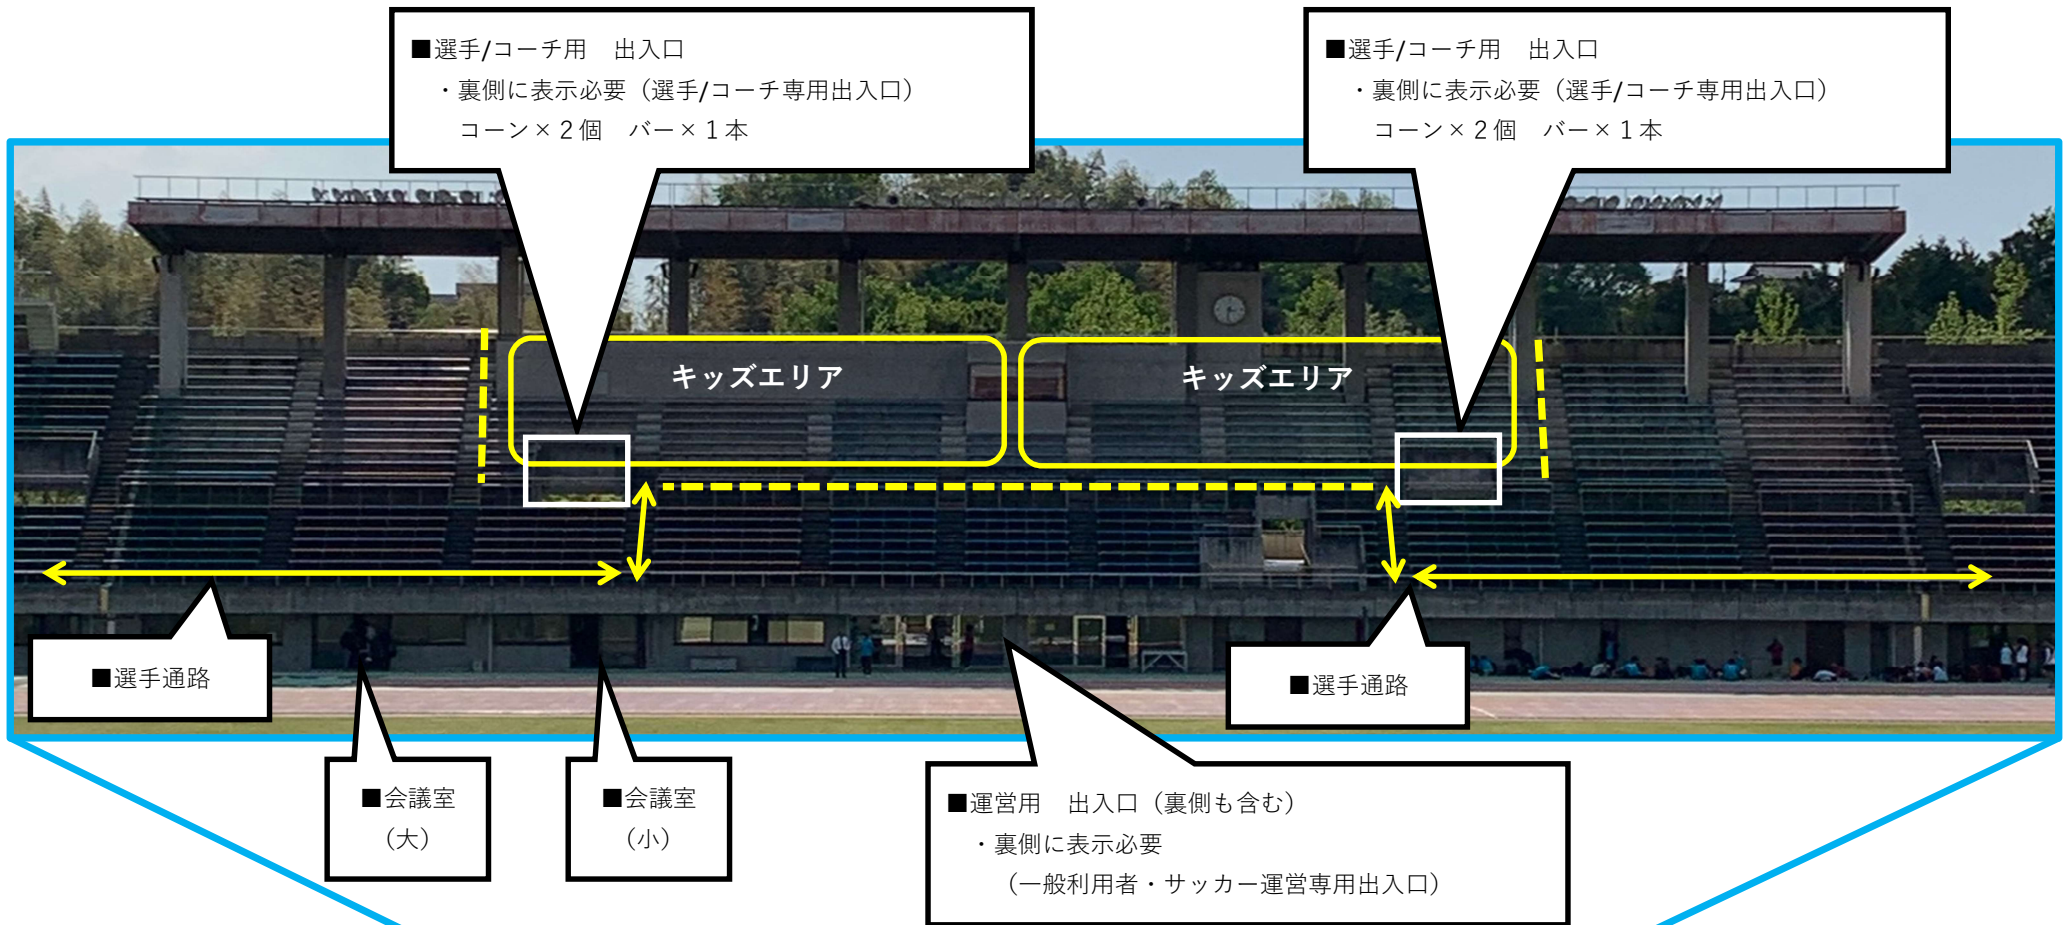 ■選手/コーチ用　出入口
・裏側に表示必要（選手/コーチ専用出入口）
コーン×２個　バー×１本
■選手/コーチ用　出入口
・裏側に表示必要（選手/コーチ専用出入口）
コーン×２個　バー×１本
キッズエリア
キッズエリア
■選手通路
■選手通路
■会議室
（大）
■会議室
（小）
■運営用　出入口（裏側も含む）
・裏側に表示必要
（一般利用者・サッカー運営専用出入口）